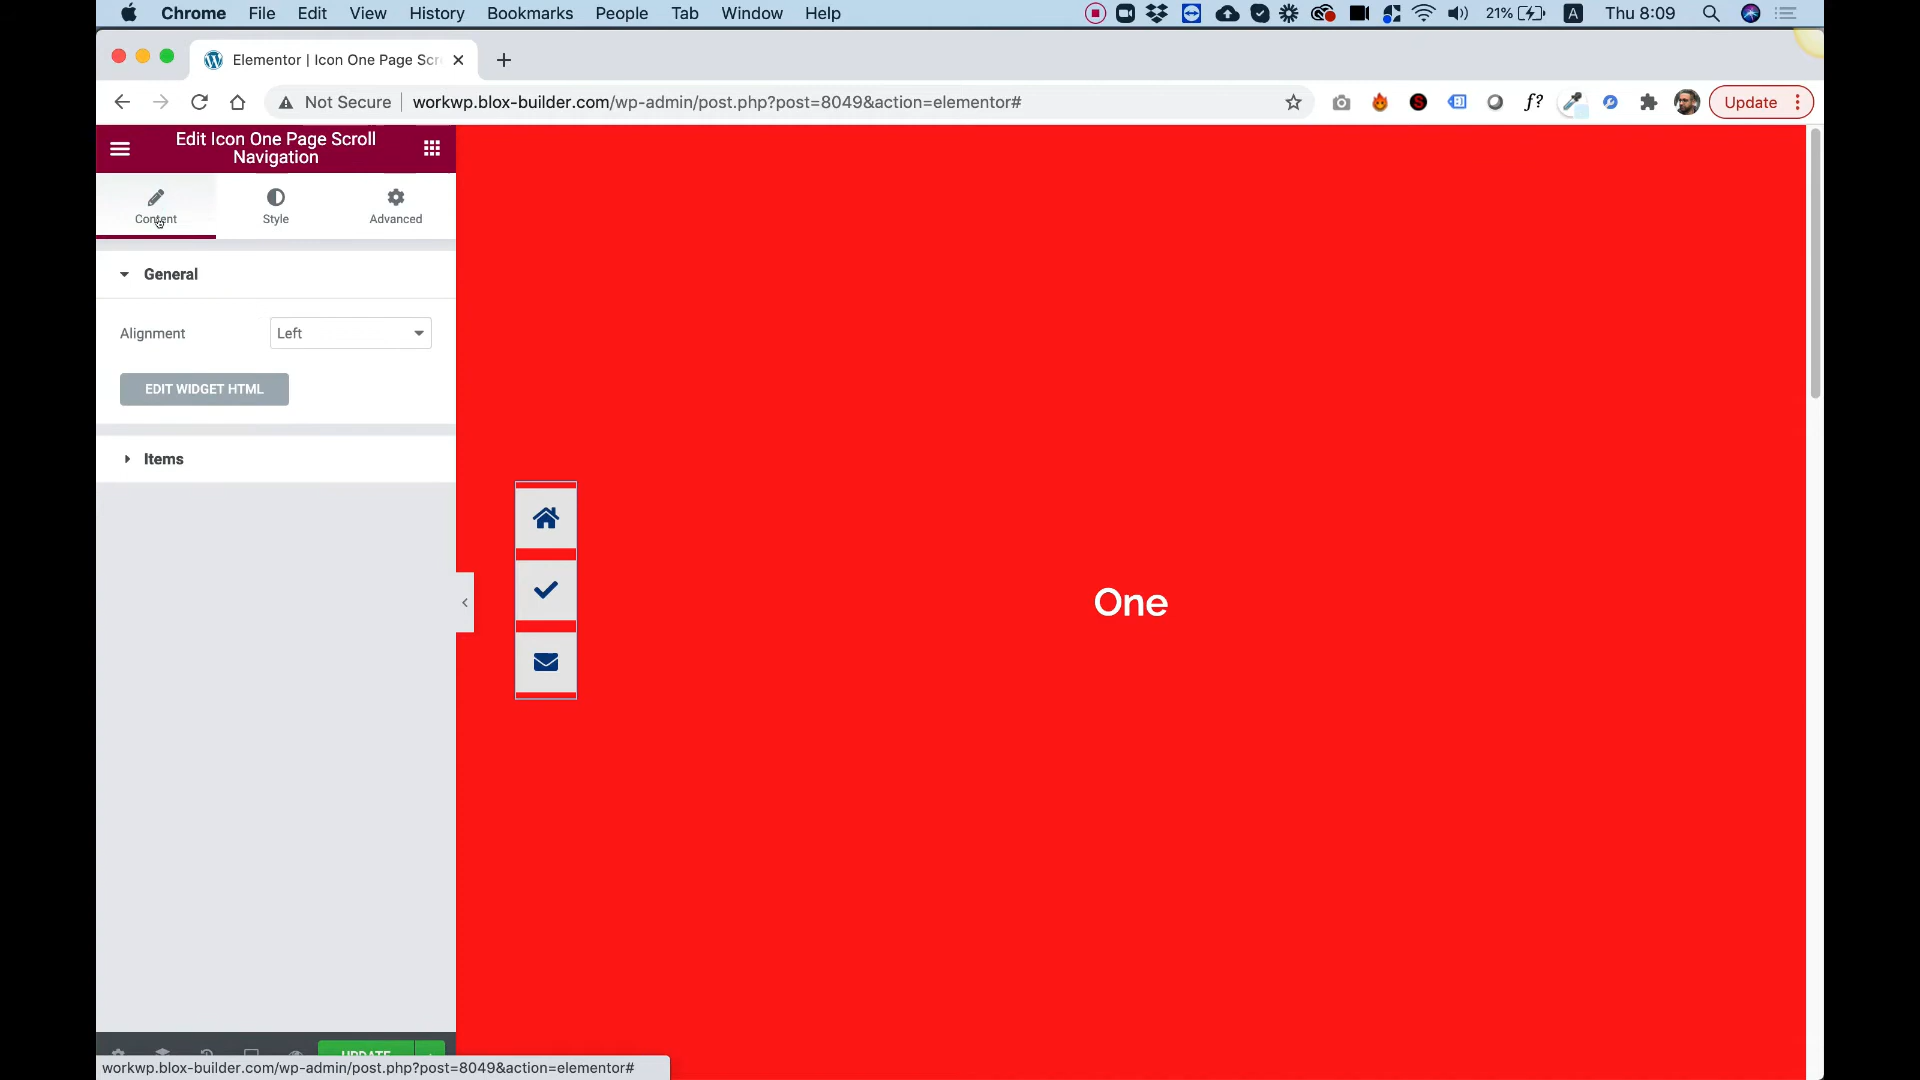 Chrome File Edit View History Bookmarks People Tab Window Help 21% A Thu 8:09
Elementor | Icon One Page Scr
Not Secure workwp.blox-builder.com/wp-admin/post.php?post=8049&action=elementor# f? Update
Edit Icon One Page Scroll
Navigation
Content Style Advanced
General
Alignment Left
EDIT WIDGET HTML
Items
One
UPDATE
workwp.blox-builder.com/wp-admin/post.php?post=8049&action=elementor#